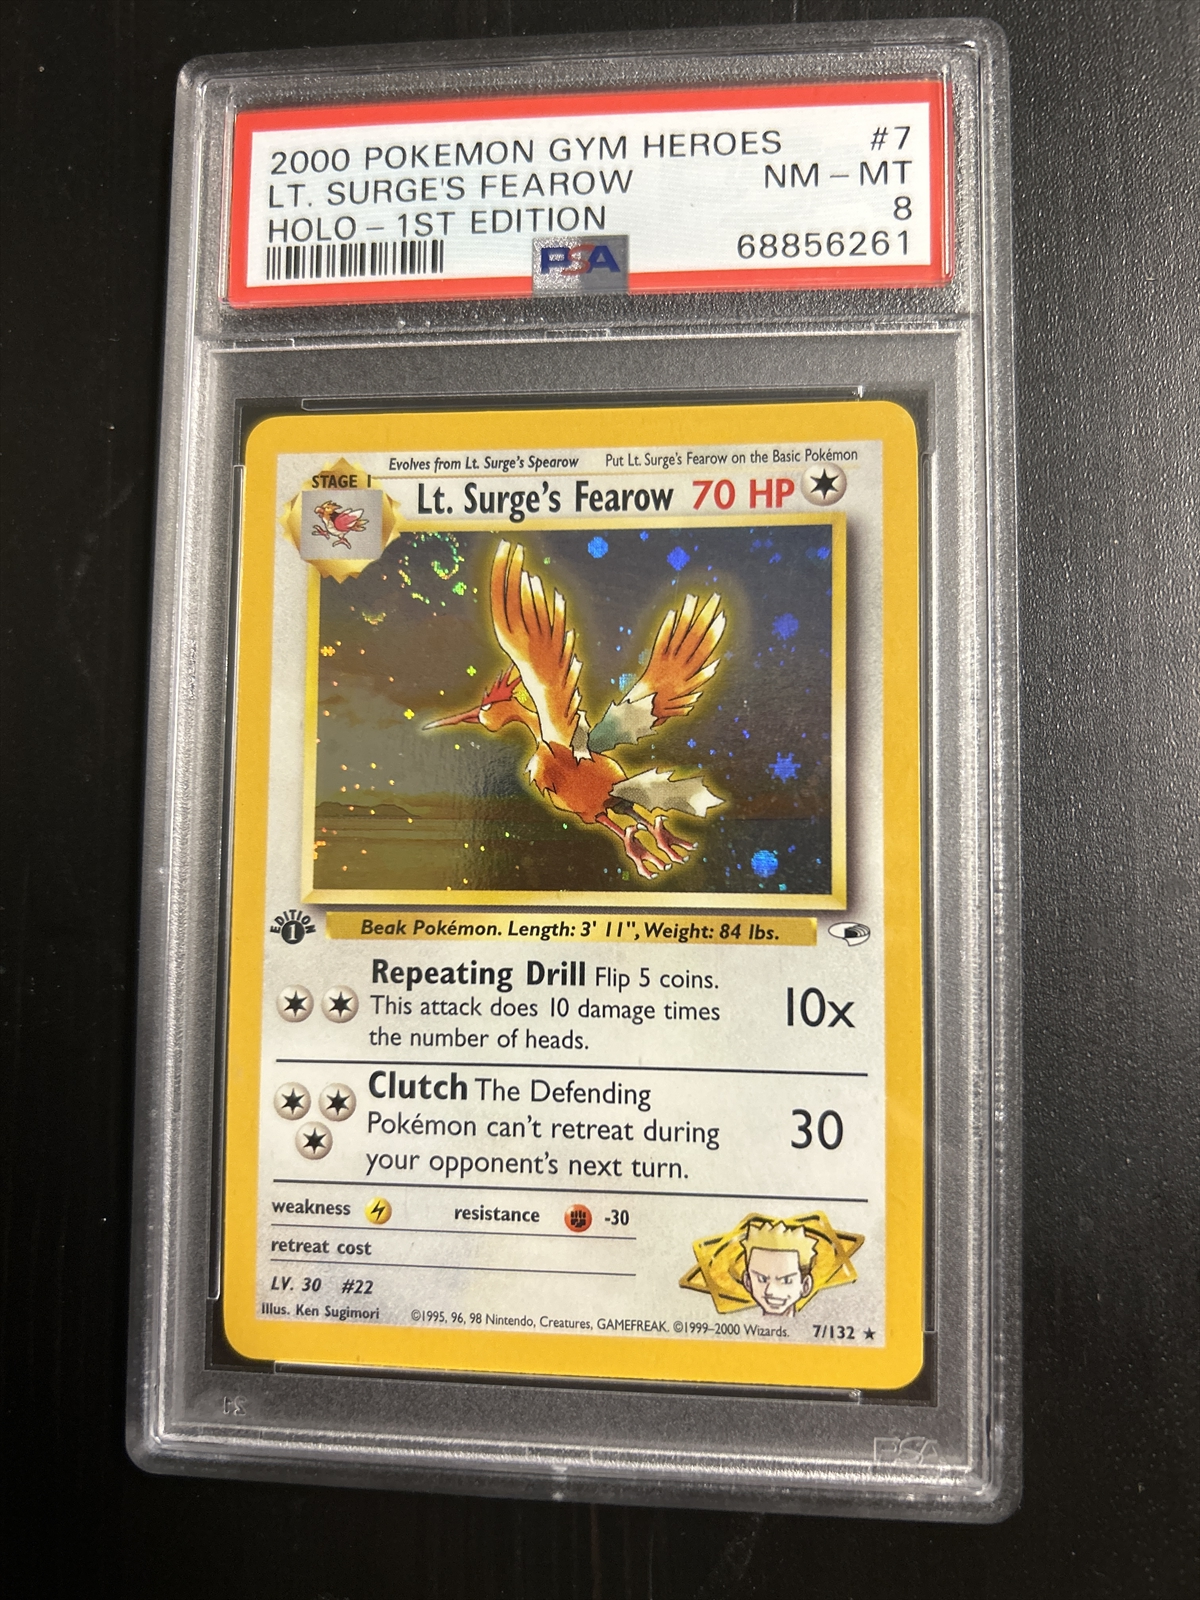 2000 POKEMON GYM HEROES #7
LT. SURGE'S FEAROW NM - MT
HOLO - 1ST EDITION 8
PSA 68856261
Evolves from Lt. Surge's Spearow Put Lt. Surge's Fearow on the Basic Pokémon
STAGE 1
Lt. Surge's Fearow 70 HP
EDITION 1
Beak Pokémon. Length: 3' 11", Weight: 84 lbs.
Repeating Drill Flip 5 coins.
This attack does 10 damage times
the number of heads.
10x
Clutch The Defending
Pokémon can't retreat during
your opponent's next turn.
30
weakness resistance -30
retreat cost
LV. 30 #22
Illus. Ken Sugimori ©1995, 96, 98 Nintendo, Creatures, GAMEFREAK. ©1999-2000 Wizards. 7/132 ★
PSA